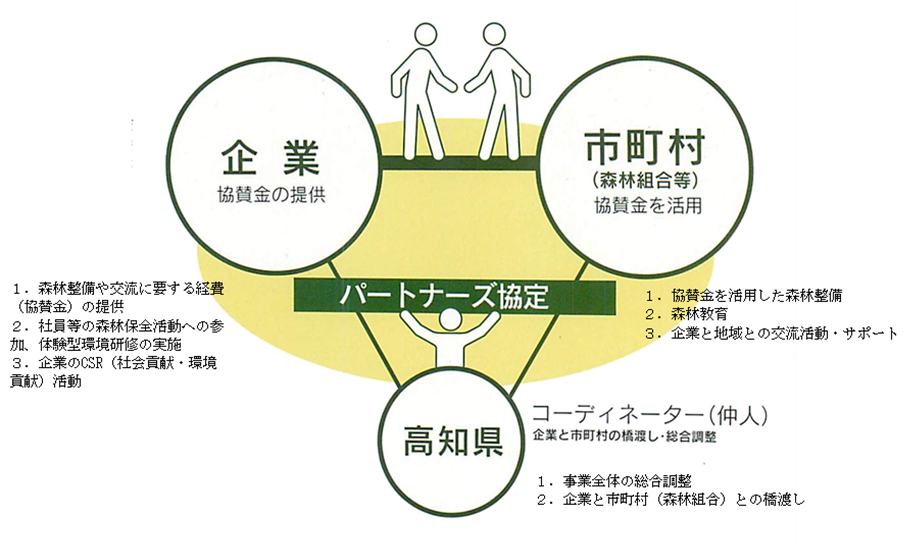 企 業
協賛金の提供
市町村
（森林組合等）
協賛金を活用
１．森林整備や交流に要する経費
（協賛金）の提供
２．社員等の森林保全活動への参
加、体験型環境研修の実施
３．企業のCSR（社会貢献・環境
貢献）活動
パートナーズ協定
１．協賛金を活用した森林整備
２．森林教育
３．企業と地域との交流活動・サポート
高知県
コーディネーター（仲人）
企業と市町村の橋渡し・総合調整
１．事業全体の総合調整
２．企業と市町村（森林組合）との橋渡し